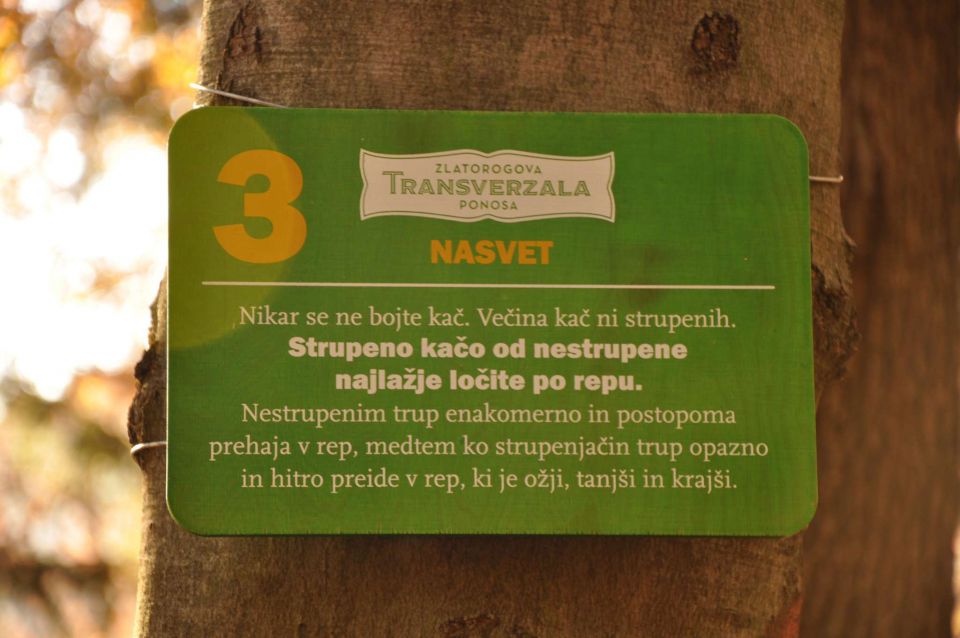 3
ZLATOROGOVA
TRANSVERZALA
PONOSA
NASVET
Nikar se ne bojte kač. Večina kač ni strupenih.
Strupeno kačo od nestrupene
najlažje ločite po repu.
Nestrupenim trup enakomerno in postopoma
prehaja v rep, medtem ko strupenjačin trup opazno
in hitro preide v rep, ki je ožji, tanjši in krajši.